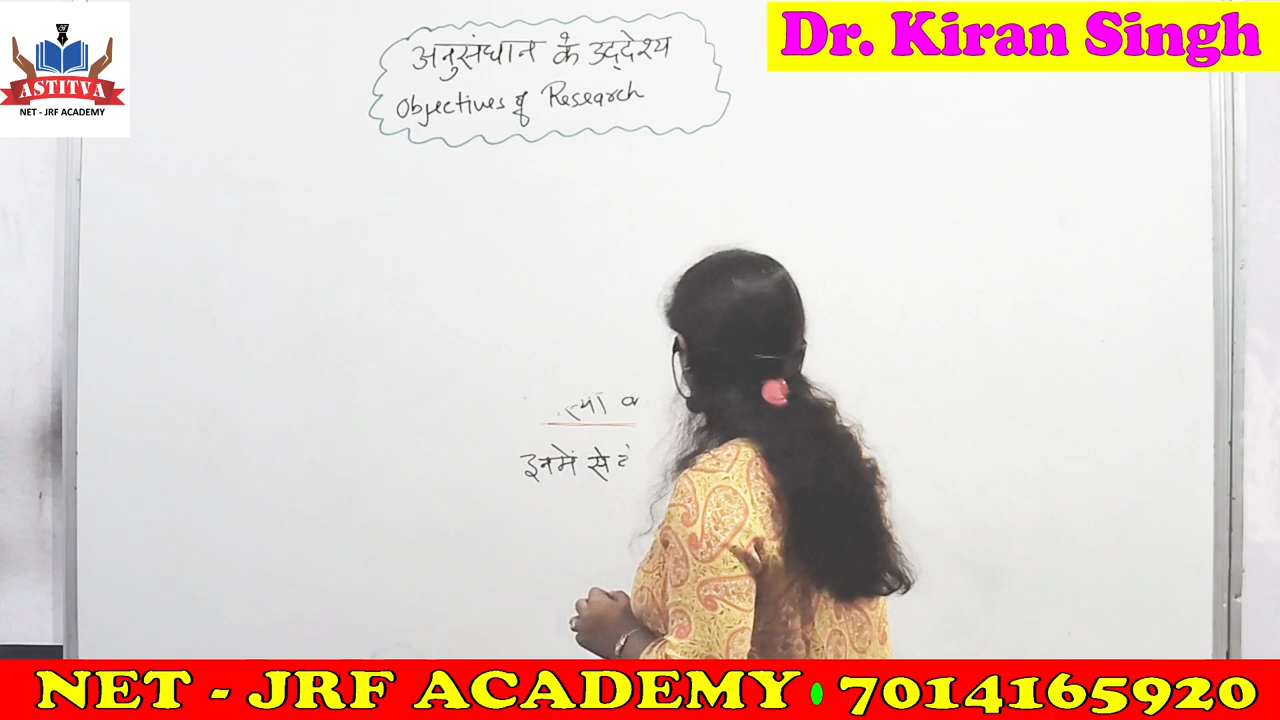 ASTITVA
NET - JRF ACADEMY
Dr. Kiran Singh
अनुसंधान के उद्देश्य
Objectives of Research
इनमें से
NET - JRF ACADEMY 7014165920